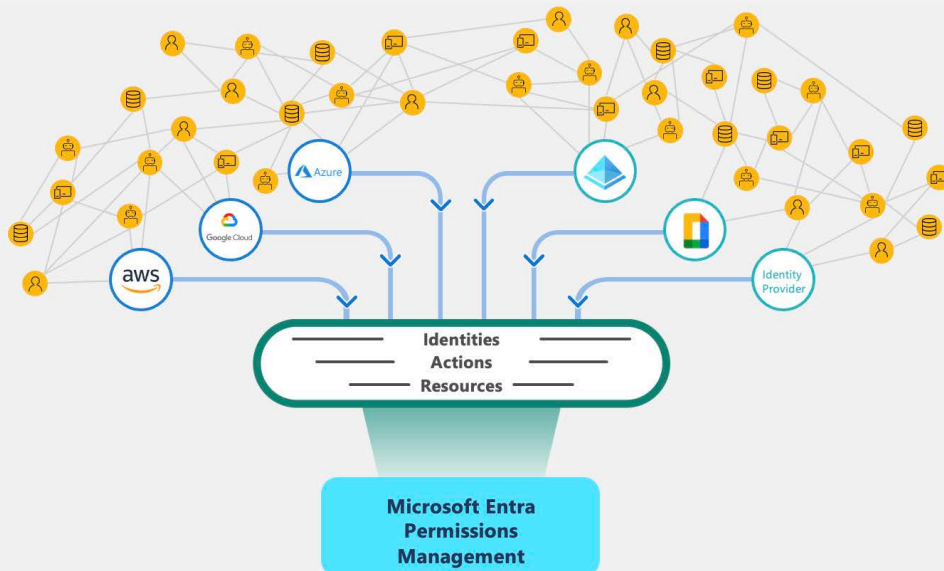 Azure
Google Cloud
aws
Identity
Provider
Identities
Actions
Resources
Microsoft Entra
Permissions
Management